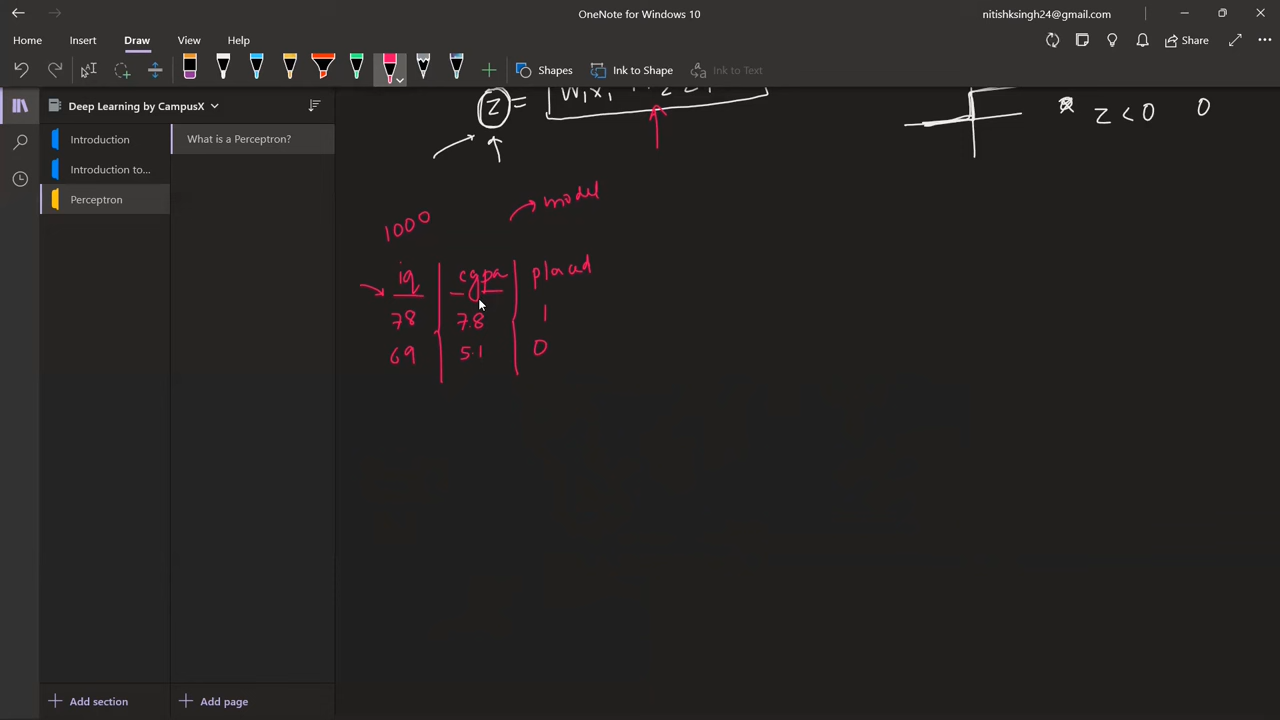 OneNote for Windows 10
nitishksingh24@gmail.com
Home Insert Draw View Help
Shapes Ink to Shape Ink to Text Share
Deep Learning by CampusX
Introduction
Introduction to...
Perceptron
What is a Perceptron?
z =
z < 0 0
model
1000
iq cgpa placed
78 7.8 1
69 5.1 0
Add section Add page